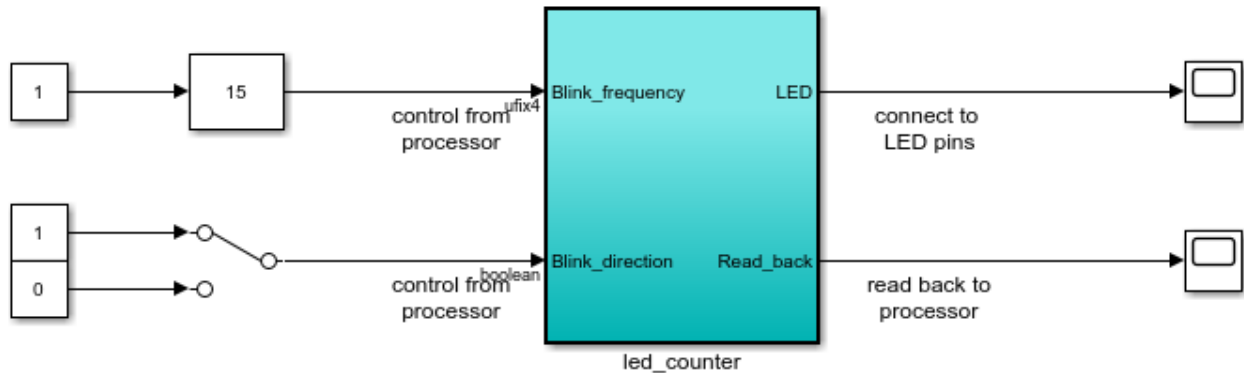 1
15
control from
processor
ufix4
Blink_frequency
LED
connect to
LED pins
1
0
control from
processor
boolean
Blink_direction
Read_back
read back to
processor
led_counter